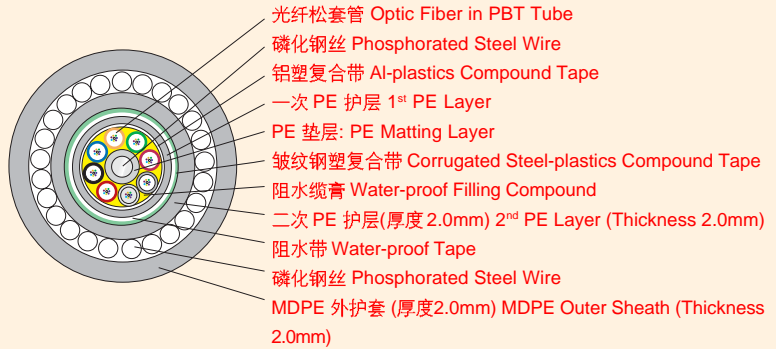 光纤松套管 Optic Fiber in PBT Tube
磷化钢丝 Phosphorated Steel Wire
铝塑复合带 Al-plastics Compound Tape
一次 PE 护层 1st PE Layer
PE 垫层: PE Matting Layer
皱纹钢塑复合带 Corrugated Steel-plastics Compound Tape
阻水缆膏 Water-proof Filling Compound
二次 PE 护层(厚度 2.0mm) 2nd PE Layer (Thickness 2.0mm)
阻水带 Water-proof Tape
磷化钢丝 Phosphorated Steel Wire
MDPE 外护套 (厚度2.0mm) MDPE Outer Sheath (Thickness
2.0mm)